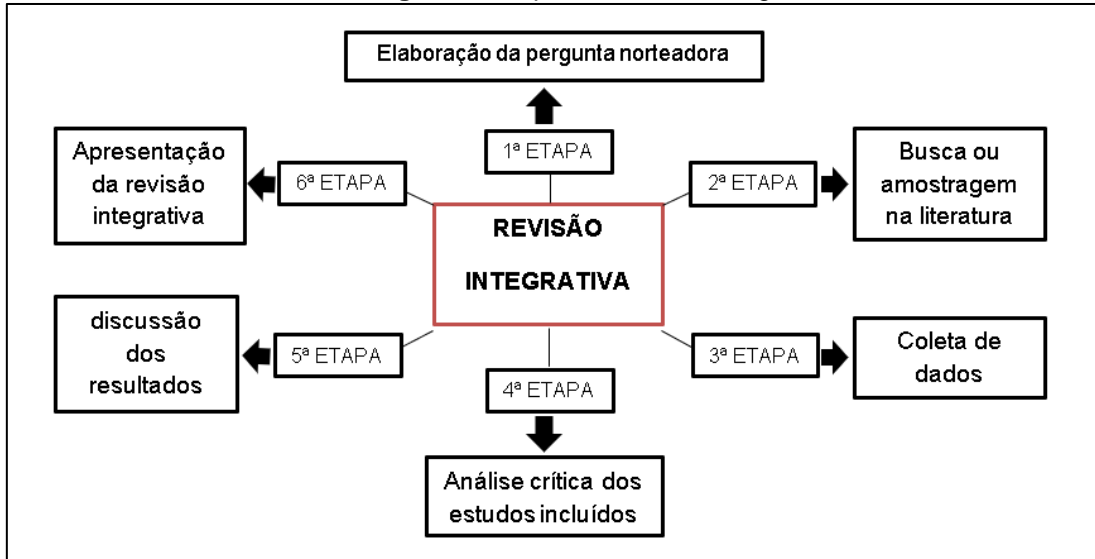 Elaboração da pergunta norteadora
1ª ETAPA
Apresentação
da revisão
integrativa
6ª ETAPA
2ª ETAPA
Busca ou
amostragem
na literatura
REVISÃO
INTEGRATIVA
discussão
dos
resultados
5ª ETAPA
3ª ETAPA
Coleta de
dados
4ª ETAPA
Análise crítica dos
estudos incluídos